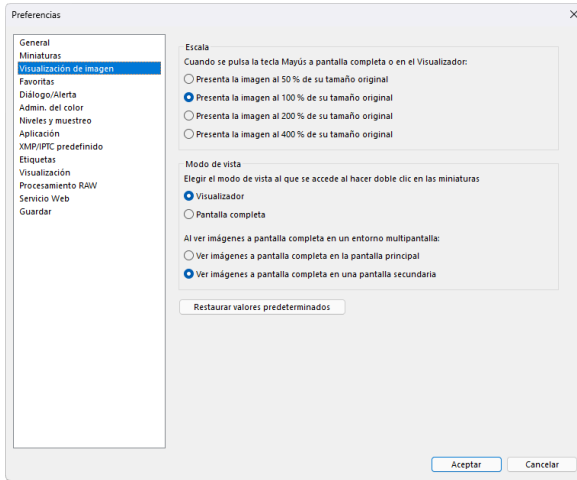 Preferencias
General
Miniaturas
Visualización de imagen
Favoritas
Diálogo/Alerta
Admin. del color
Niveles y muestreo
Aplicación
XMP/IPTC predefinido
Etiquetas
Visualización
Procesamiento RAW
Servicio Web
Guardar
Escala
Cuando se pulsa la tecla Mayús a pantalla completa o en el Visualizador:
Presenta la imagen al 50 % de su tamaño original
Presenta la imagen al 100 % de su tamaño original
Presenta la imagen al 200 % de su tamaño original
Presenta la imagen al 400 % de su tamaño original
Modo de vista
Elegir el modo de vista al que se accede al hacer doble clic en las miniaturas
Visualizador
Pantalla completa
Al ver imágenes a pantalla completa en un entorno multipantalla:
Ver imágenes a pantalla completa en la pantalla principal
Ver imágenes a pantalla completa en una pantalla secundaria
Restaurar valores predeterminados
Aceptar
Cancelar